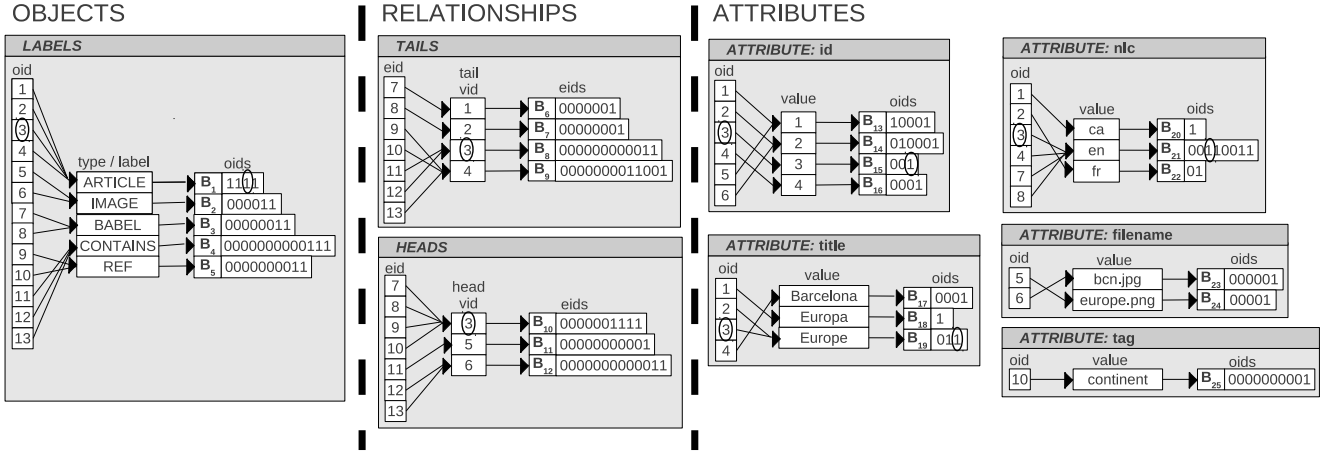 OBJECTS
LABELS
oid
1
2
3
4
5
6
7
8
9
10
11
12
13
type / label
ARTICLE
IMAGE
BABEL
CONTAINS
REF
oids
B1 1111
B2 000011
B3 00000011
B4 0000000000111
B5 0000000011
RELATIONSHIPS
TAILS
eid
7
8
9
10
11
12
13
tail
vid
1
2
3
4
eids
B6 0000001
B7 00000001
B8 000000000011
B9 0000000011001
HEADS
eid
7
8
9
10
11
12
13
head
vid
3
5
6
eids
B10 0000001111
B11 00000000001
B12 0000000000011
ATTRIBUTES
ATTRIBUTE: id
oid
1
2
3
4
5
6
value
1
2
3
4
oids
B13 10001
B14 010001
B15 001
B16 0001
ATTRIBUTE: title
oid
1
2
3
4
value
Barcelona
Europa
Europe
oids
B17 0001
B18 1
B19 011
ATTRIBUTE: nlc
oid
1
2
3
4
7
8
value
ca
en
fr
oids
B20 1
B21 00110011
B22 01
ATTRIBUTE: filename
oid
5
6
value
bcn.jpg
europe.png
oids
B23 000001
B24 00001
ATTRIBUTE: tag
oid
10
value
continent
oids
B25 0000000001